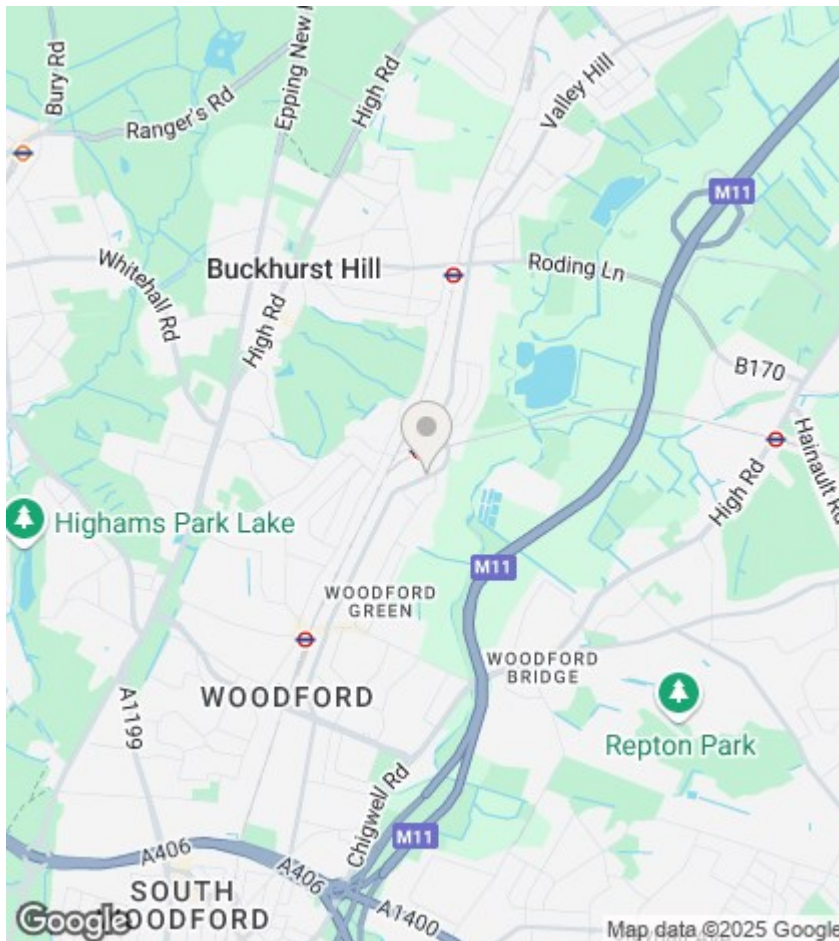 Bury Rd
Ranger's Rd
Epping New
High Rd
Valley Hill
M11
Whitehall Rd
Buckhurst Hill
Roding Ln
High Rd
B170
Hainault Rd
High Rd
Highams Park Lake
M11
WOODFORD
GREEN
WOODFORD
BRIDGE
WOODFORD
A1199
Repton Park
Chigwell Rd
M11
A406
A406
SOUTH
WOODFORD
A1400
Google
Map data ©2025 Google